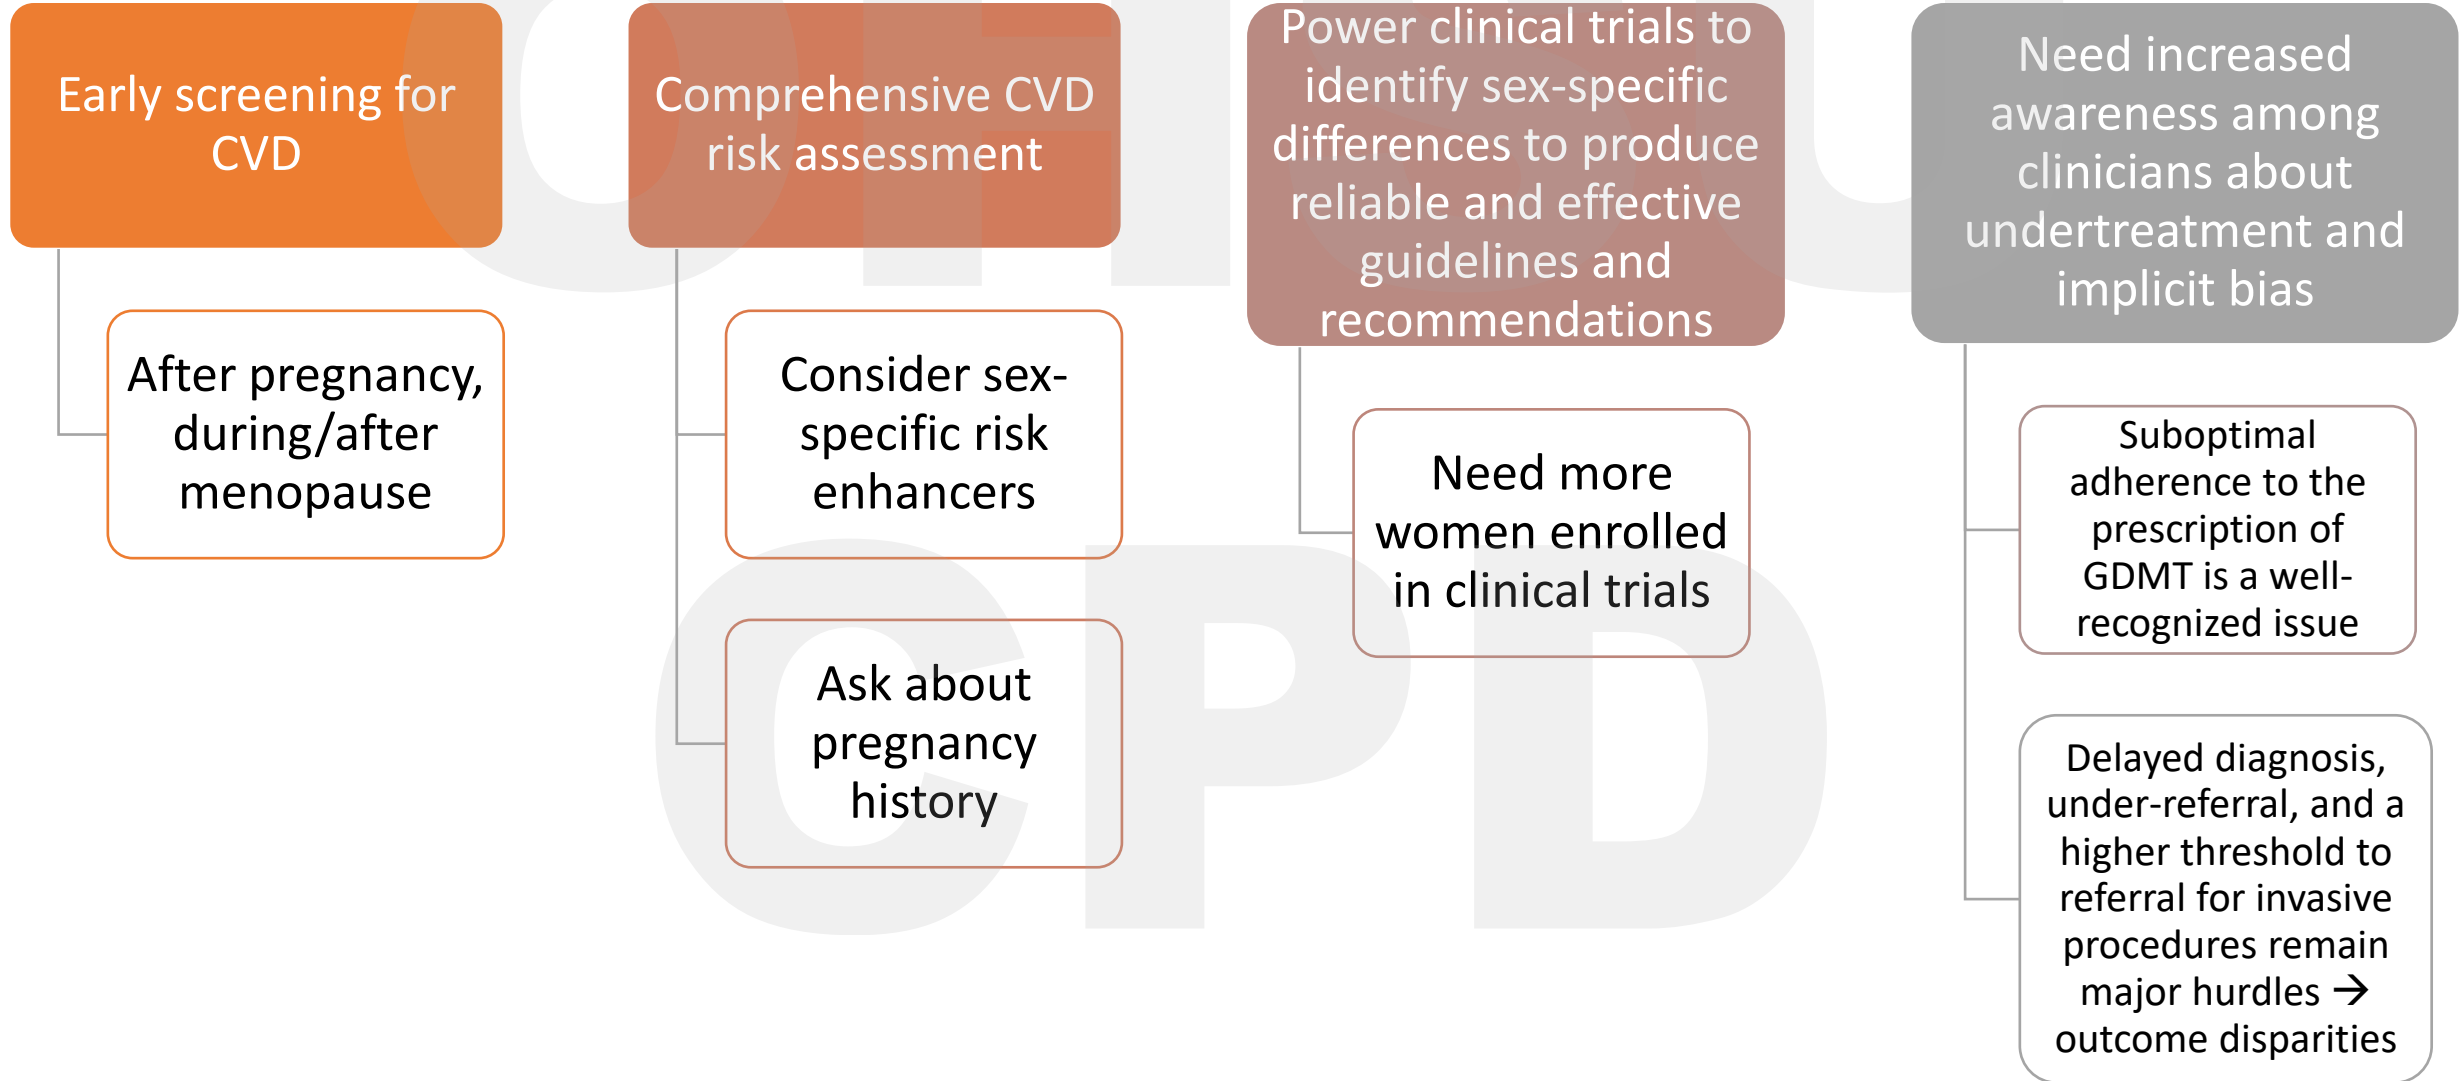 Early screening for
CVD
After pregnancy,
during/after
menopause
Comprehensive CVD
risk assessment
Consider sex-
specific risk
enhancers
Ask about
pregnancy
history
Power clinical trials to
identify sex-specific
differences to produce
reliable and effective
guidelines and
recommendations
Need more
women enrolled
in clinical trials
Need increased
awareness among
clinicians about
undertreatment and
implicit bias
Suboptimal
adherence to the
prescription of
GDMT is a well-
recognized issue
Delayed diagnosis,
under-referral, and a
higher threshold to
referral for invasive
procedures remain
major hurdles →
outcome disparities
OHSU
CPD